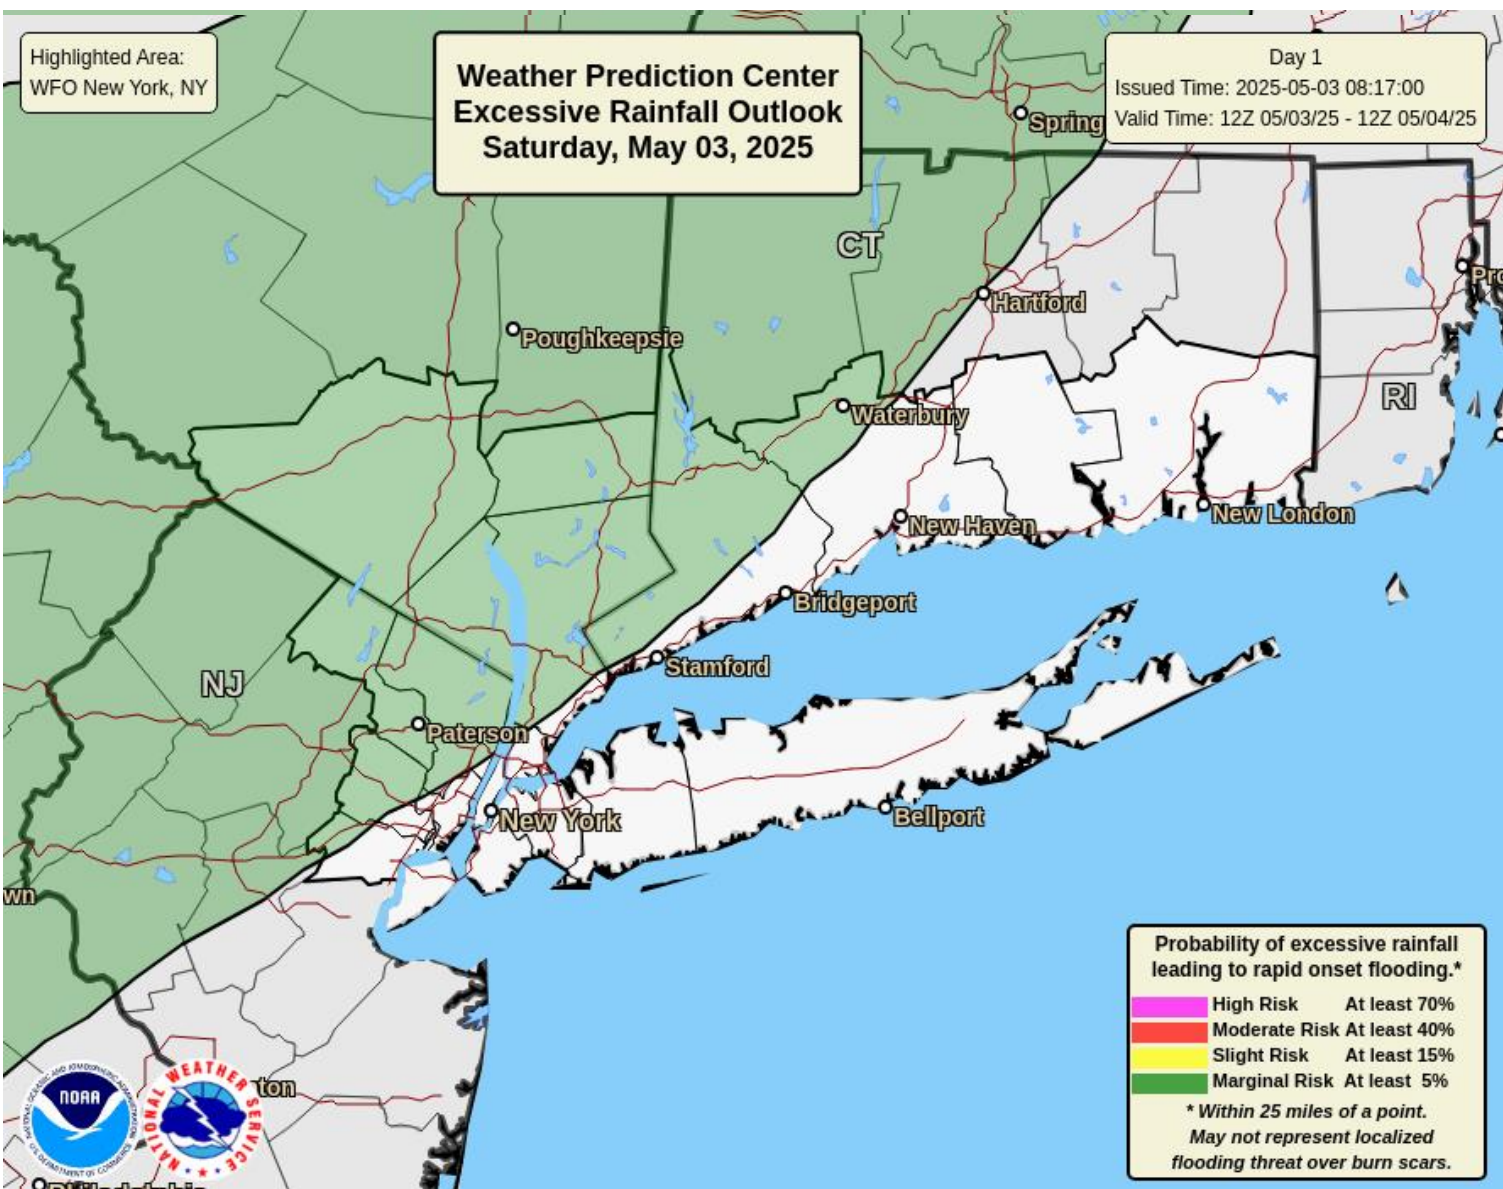 Highlighted Area:
WFO New York, NY
Weather Prediction Center
Excessive Rainfall Outlook
Saturday, May 03, 2025
Day 1
Issued Time: 2025-05-03 08:17:00
Valid Time: 12Z 05/03/25 - 12Z 05/04/25
Spring
CT
Hartford
Pro
Poughkeepsie
RI
Waterbury
New Haven
New London
Bridgeport
Stamford
NJ
Paterson
New York
Bellport
wn
ton
NOAA
NATIONAL WEATHER SERVICE
Philadelphia
Probability of excessive rainfall
leading to rapid onset flooding.*
High Risk At least 70%
Moderate Risk At least 40%
Slight Risk At least 15%
Marginal Risk At least 5%
* Within 25 miles of a point.
May not represent localized
flooding threat over burn scars.